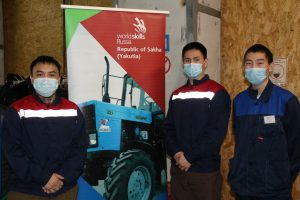 worldskills
Russia
Republic of Sakha
(Yakutia)